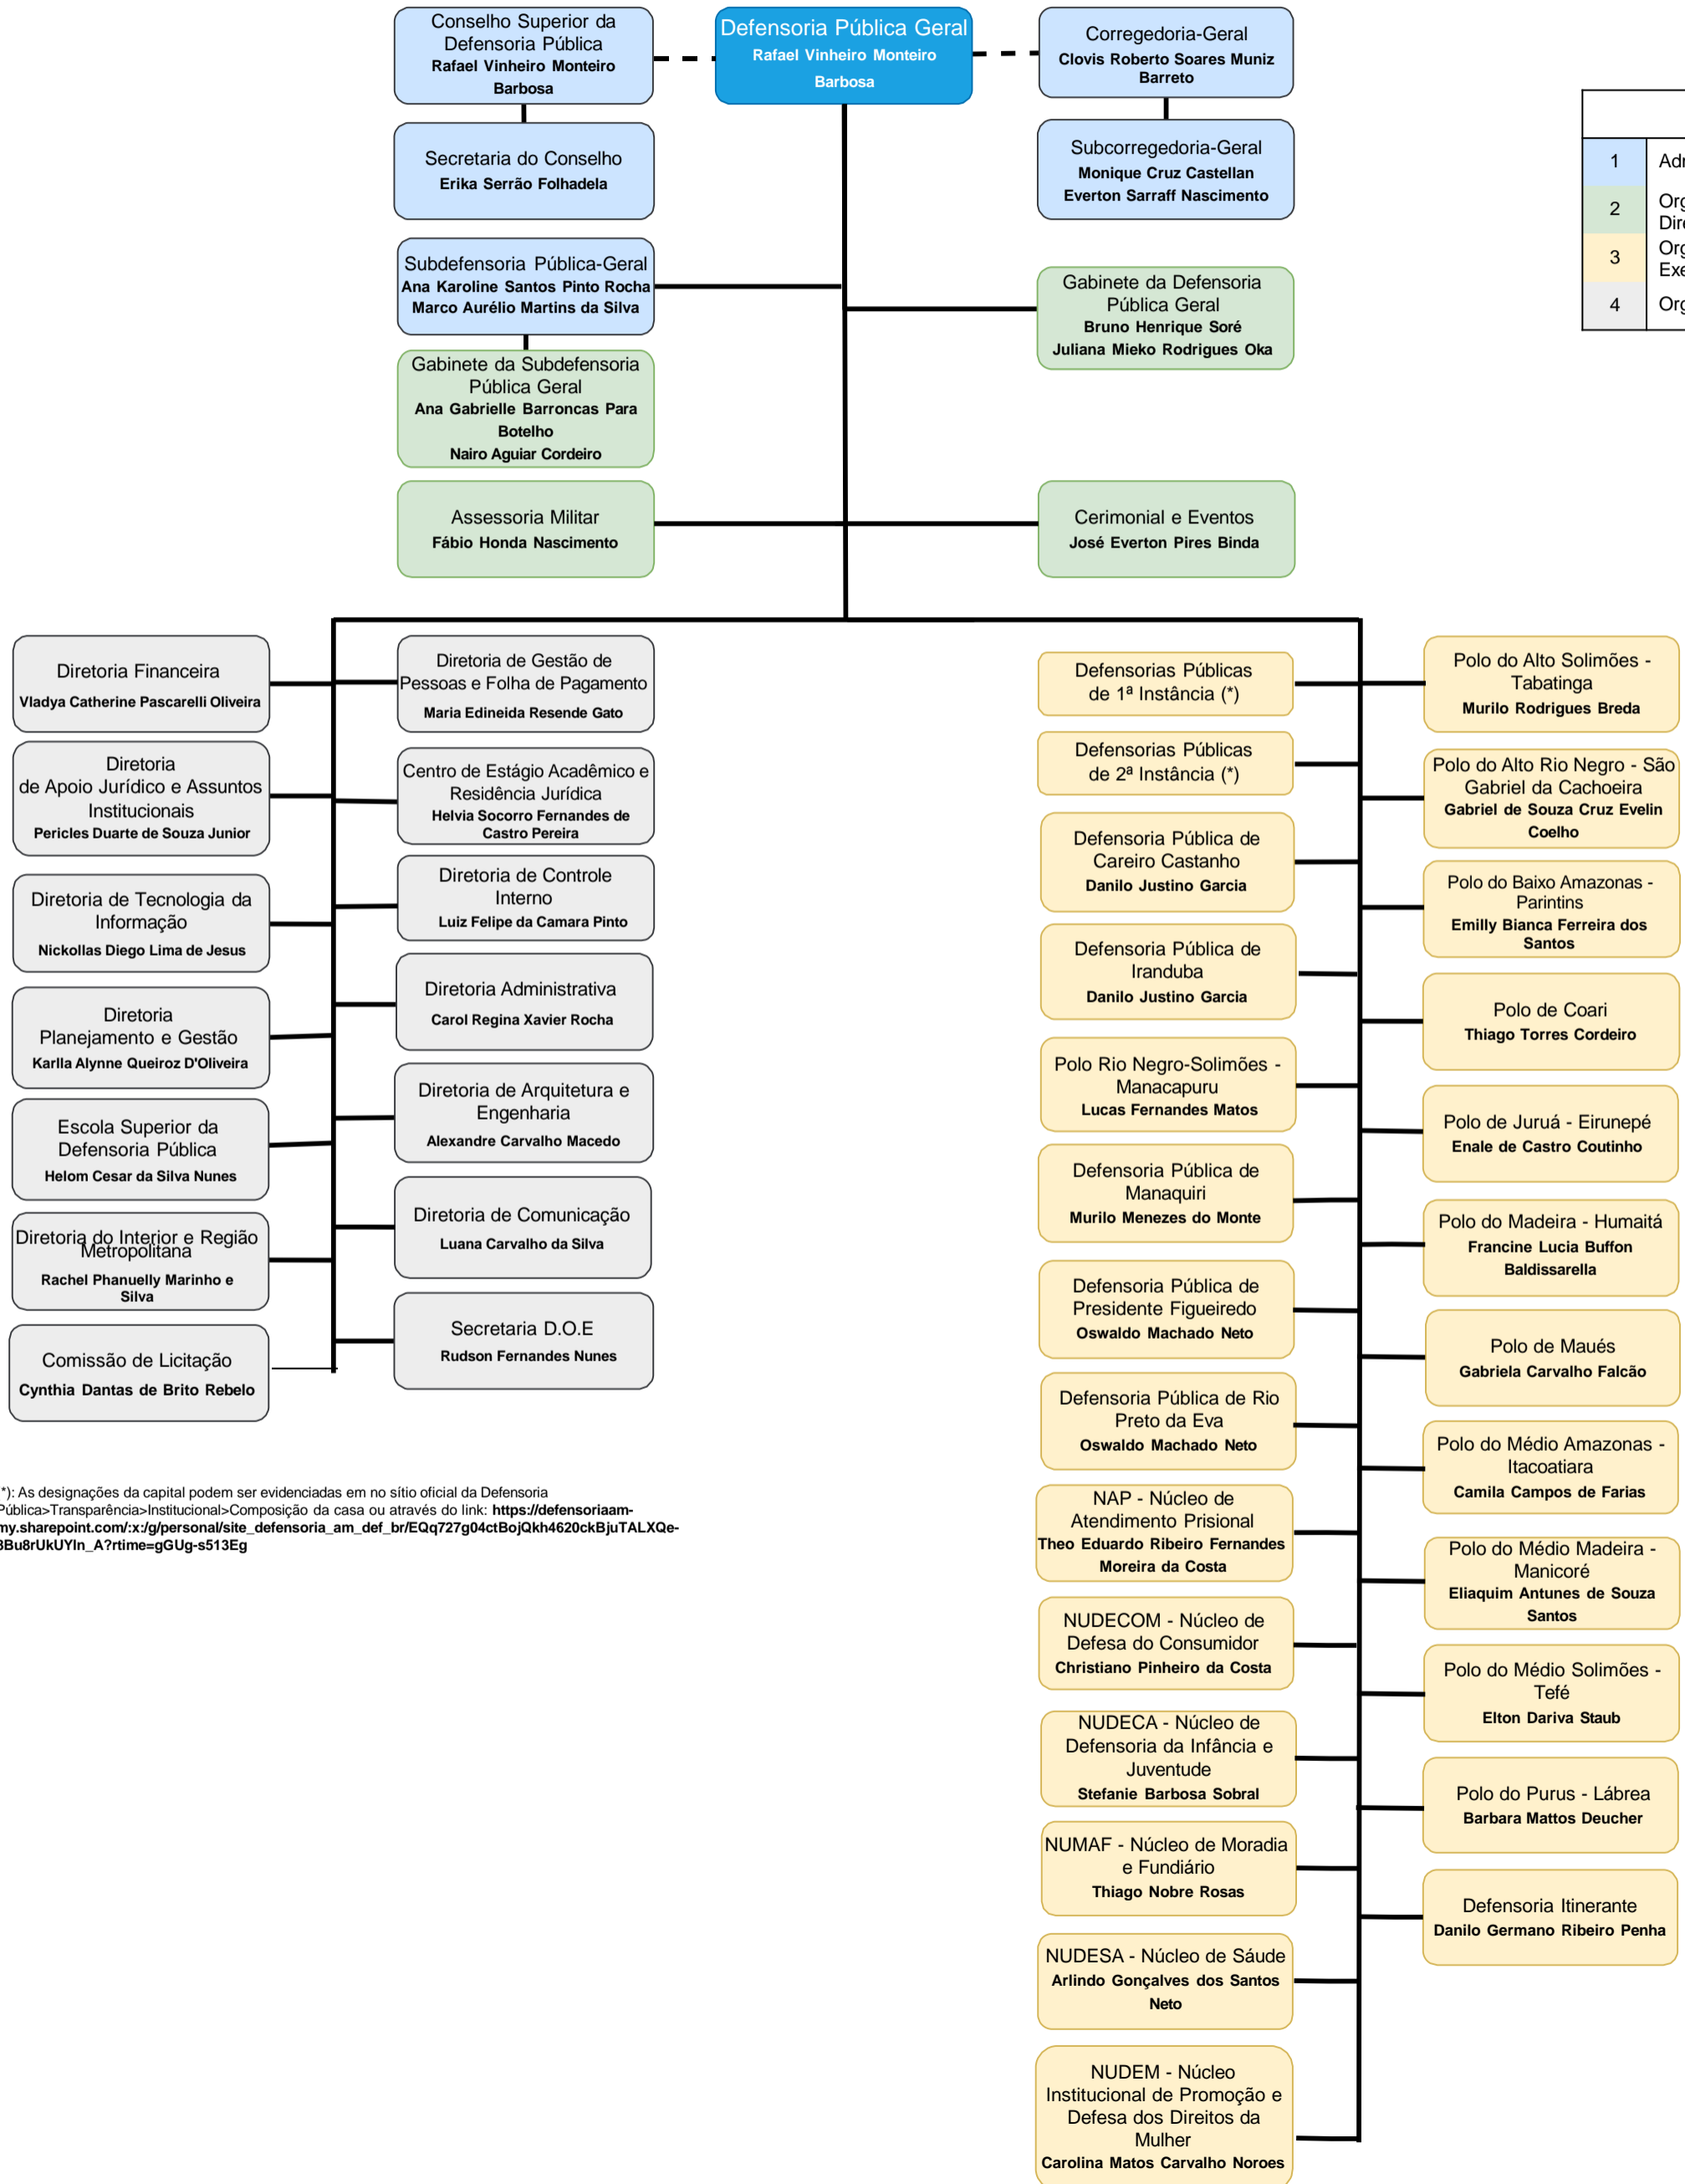 Conselho Superior da
Defensoria Pública
Rafael Vinheiro Monteiro
Barbosa
Defensoria Pública Geral
Rafael Vinheiro Monteiro
Barbosa
Corregedoria-Geral
Clovis Roberto Soares Muniz
Barreto
Secretaria do Conselho
Erika Serrão Folhadela
Subcorregedoria-Geral
Monique Cruz Castellan
Everton Sarraff Nascimento
1
2
3
4
Subdefensoria Pública-Geral
Ana Karoline Santos Pinto Rocha
Marco Aurélio Martins da Silva
Gabinete da Defensoria
Pública Geral
Bruno Henrique Soré
Juliana Mieko Rodrigues Oka
Gabinete da Subdefensoria
Pública Geral
Ana Gabrielle Barroncas Para
Botelho
Nairo Aguiar Cordeiro
Assessoria Militar
Fábio Honda Nascimento
Cerimonial e Eventos
José Everton Pires Binda
Diretoria Financeira
Vladya Catherine Pascarelli Oliveira
Diretoria
de Apoio Jurídico e Assuntos
Institucionais
Pericles Duarte de Souza Junior
Diretoria de Tecnologia da
Informação
Nickollas Diego Lima de Jesus
Diretoria
Planejamento e Gestão
Karlla Alynne Queiroz D'Oliveira
Escola Superior da
Defensoria Pública
Helom Cesar da Silva Nunes
Diretoria do Interior e Região
Metropolitana
Rachel Phanuelly Marinho e
Silva
Comissão de Licitação
Cynthia Dantas de Brito Rebelo
Diretoria de Gestão de
Pessoas e Folha de Pagamento
Maria Edineida Resende Gato
Centro de Estágio Acadêmico e
Residência Jurídica
Helvia Socorro Fernandes de
Castro Pereira
Diretoria de Controle
Interno
Luiz Felipe da Camara Pinto
Diretoria Administrativa
Carol Regina Xavier Rocha
Diretoria de Arquitetura e
Engenharia
Alexandre Carvalho Macedo
Diretoria de Comunicação
Luana Carvalho da Silva
Secretaria D.O.E
Rudson Fernandes Nunes
Defensorias Públicas
de 1ª Instância (*)
Defensorias Públicas
de 2ª Instância (*)
Defensoria Pública de
Careiro Castanho
Danilo Justino Garcia
Defensoria Pública de
Iranduba
Danilo Justino Garcia
Polo Rio Negro-Solimões -
Manacapuru
Lucas Fernandes Matos
Defensoria Pública de
Manaquiri
Murilo Menezes do Monte
Defensoria Pública de
Presidente Figueiredo
Oswaldo Machado Neto
Defensoria Pública de Rio
Preto da Eva
Oswaldo Machado Neto
NAP - Núcleo de
Atendimento Prisional
Theo Eduardo Ribeiro Fernandes
Moreira da Costa
NUDECOM - Núcleo de
Defesa do Consumidor
Christiano Pinheiro da Costa
NUDECA - Núcleo de
Defensoria da Infância e
Juventude
Stefanie Barbosa Sobral
NUMAF - Núcleo de Moradia
e Fundiário
Thiago Nobre Rosas
NUDESA - Núcleo de Sáude
Arlindo Gonçalves dos Santos
Neto
NUDEM - Núcleo
Institucional de Promoção e
Defesa dos Direitos da
Mulher
Carolina Matos Carvalho Noroes
Polo do Alto Solimões -
Tabatinga
Murilo Rodrigues Breda
Polo do Alto Rio Negro - São
Gabriel da Cachoeira
Gabriel de Souza Cruz Evelin
Coelho
Polo do Baixo Amazonas -
Parintins
Emilly Bianca Ferreira dos
Santos
Polo de Coari
Thiago Torres Cordeiro
Polo de Juruá - Eirunepé
Enale de Castro Coutinho
Polo do Madeira - Humaitá
Francine Lucia Buffon
Baldissarella
Polo de Maués
Gabriela Carvalho Falcão
Polo do Médio Amazonas -
Itacoatiara
Camila Campos de Farias
Polo do Médio Madeira -
Manicoré
Eliaquim Antunes de Souza
Santos
Polo do Médio Solimões -
Tefé
Elton Dariva Staub
Polo do Purus - Lábrea
Barbara Mattos Deucher
Defensoria Itinerante
Danilo Germano Ribeiro Penha
*): As designações da capital podem ser evidenciadas em no sítio oficial da Defensoria
Pública>Transparência>Institucional>Composição da casa ou através do link: https://defensoriaam-
my.sharepoint.com/:x:/g/personal/site_defensoria_am_def_br/EQq727g04ctBojQkh4620ckBjuTALXQe-
3Bu8rUkUYIn_A?rtime=gGUg-s513Eg